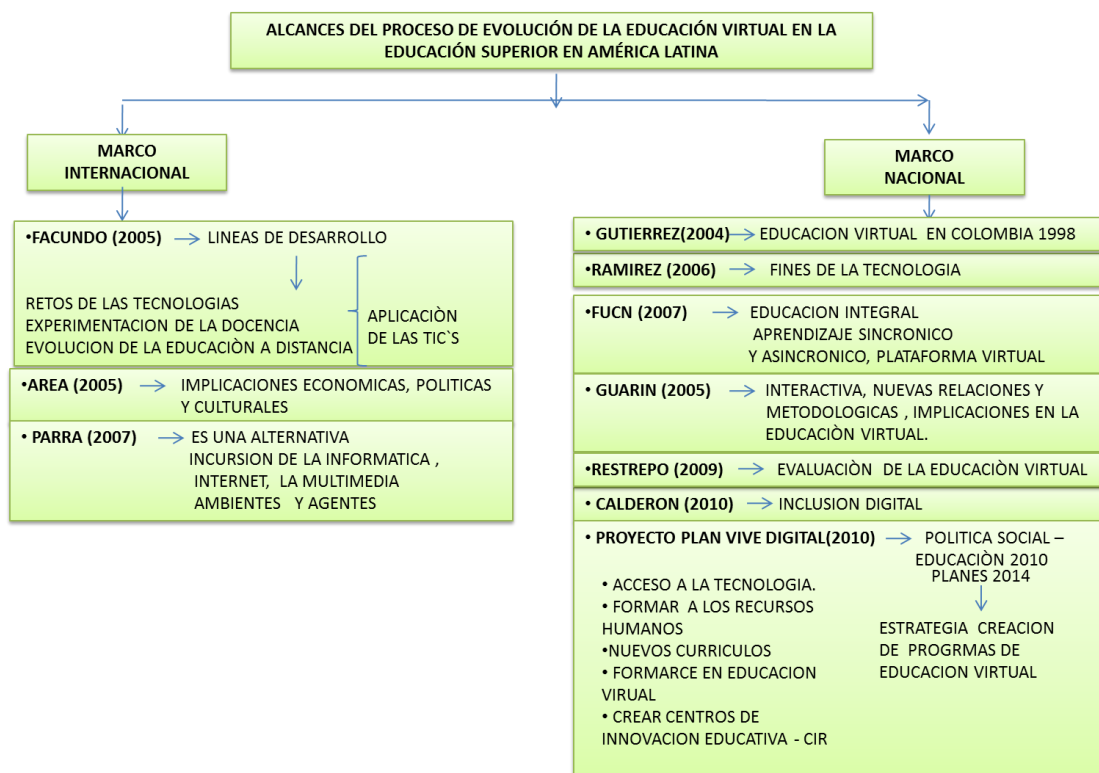 ALCANCES DEL PROCESO DE EVOLUCIÓN DE LA EDUCACIÓN VIRTUAL EN LA
EDUCACIÓN SUPERIOR EN AMÉRICA LATINA
MARCO
INTERNACIONAL
•FACUNDO (2005) LINEAS DE DESARROLLO
RETOS DE LAS TECNOLOGIAS
EXPERIMENTACION DE LA DOCENCIA
EVOLUCION DE LA EDUCACIÒN A DISTANCIA
APLICACIÒN
DE LAS TIC`S
•AREA (2005) IMPLICACIONES ECONOMICAS, POLITICAS
Y CULTURALES
• PARRA (2007) ES UNA ALTERNATIVA
INCURSION DE LA INFORMATICA ,
INTERNET, LA MULTIMEDIA
AMBIENTES Y AGENTES
MARCO
NACIONAL
• GUTIERREZ(2004) EDUCACION VIRTUAL EN COLOMBIA 1998
•RAMIREZ (2006) FINES DE LA TECNOLOGIA
•FUCN (2007) EDUCACION INTEGRAL
APRENDIZAJE SINCRONICO
Y ASINCRONICO, PLATAFORMA VIRTUAL
•GUARIN (2005) INTERACTIVA, NUEVAS RELACIONES Y
METODOLOGICAS , IMPLICACIONES EN LA
EDUCACIÒN VIRTUAL.
•RESTREPO (2009) EVALUACIÒN DE LA EDUCACIÒN VIRTUAL
• CALDERON (2010) INCLUSION DIGITAL
• PROYECTO PLAN VIVE DIGITAL(2010) POLITICA SOCIAL –
EDUCACIÒN 2010
PLANES 2014
• ACCESO A LA TECNOLOGIA.
• FORMAR A LOS RECURSOS
HUMANOS
•NUEVOS CURRICULOS
• FORMARCE EN EDUCACION
VIRUAL
• CREAR CENTROS DE
INNOVACION EDUCATIVA - CIR
ESTRATEGIA CREACION
DE PROGRMAS DE
EDUCACION VIRTUAL